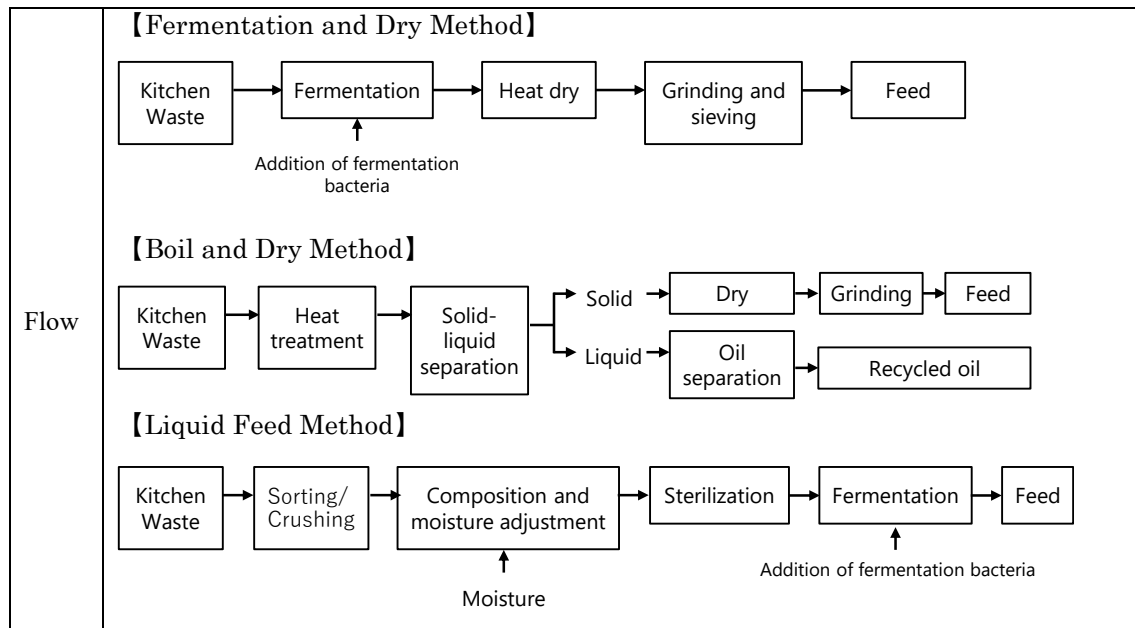 Flow
【Fermentation and Dry Method】
Kitchen
Waste
Fermentation
Heat dry
Grinding and
sieving
Feed
Addition of fermentation
bacteria
【Boil and Dry Method】
Kitchen
Waste
Heat
treatment
Solid-
liquid
separation
Solid
Dry
Grinding
Feed
Liquid
Oil
separation
Recycled oil
【Liquid Feed Method】
Kitchen
Waste
Sorting/
Crushing
Composition and
moisture adjustment
Sterilization
Fermentation
Feed
Moisture
Addition of fermentation bacteria